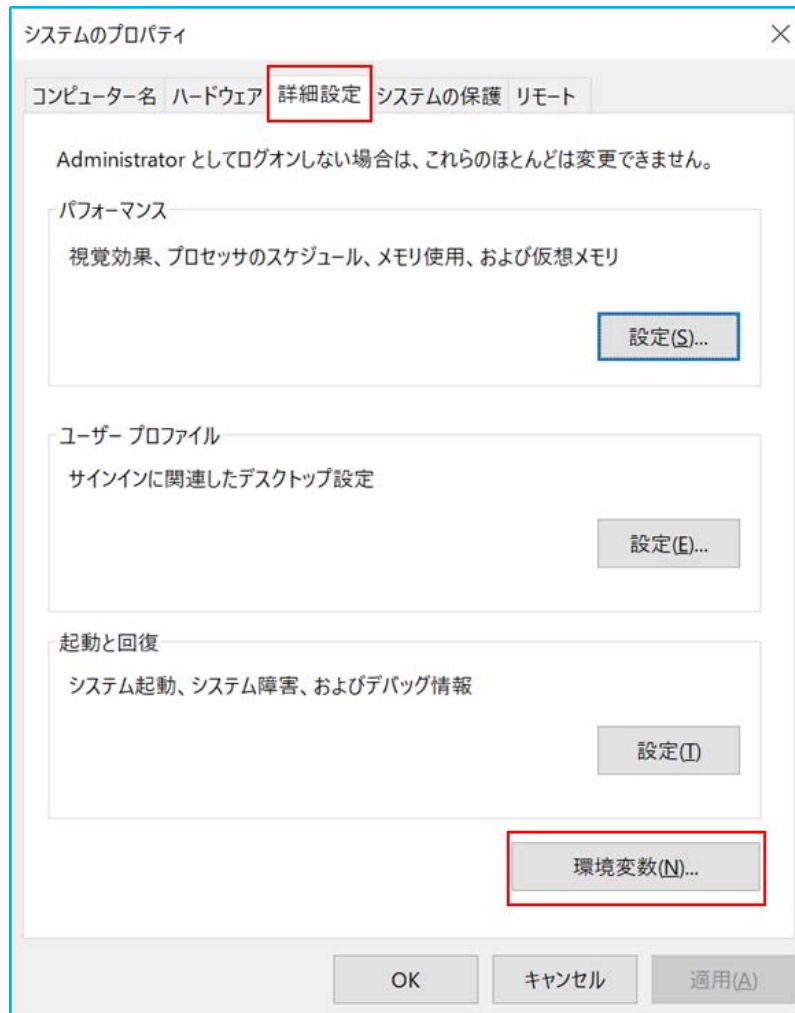 システムのプロパティ
コンピューター名 ハードウェア 詳細設定 システムの保護 リモート
Administrator としてログオンしない場合は、これらのほとんどは変更できません。
パフォーマンス
視覚効果、プロセッサのスケジュール、メモリ使用、および仮想メモリ
設定(S)...
ユーザー プロファイル
サインインに関連したデスクトップ設定
設定(E)...
起動と回復
システム起動、システム障害、およびデバッグ情報
設定(T)
環境変数(N)...
OK キャンセル 適用(A)